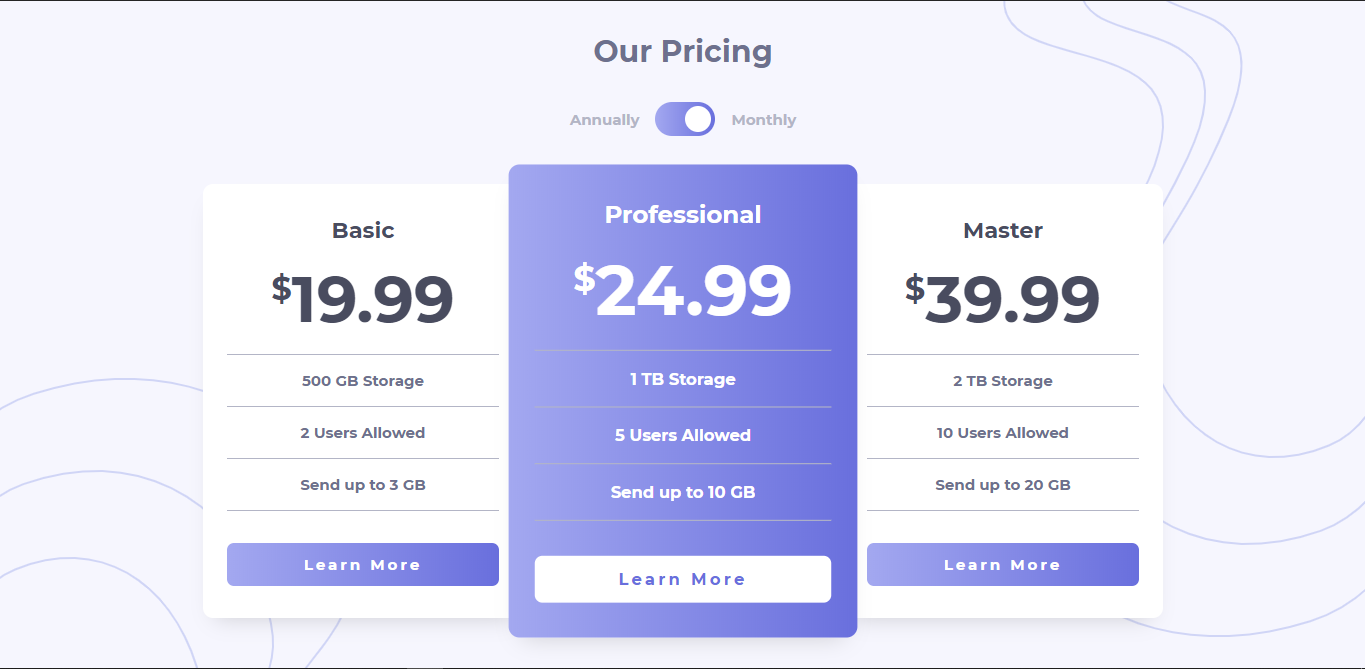 Our Pricing
Annually Monthly
Basic
$19.99
500 GB Storage
2 Users Allowed
Send up to 3 GB
Learn More
Professional
$24.99
1 TB Storage
5 Users Allowed
Send up to 10 GB
Learn More
Master
$39.99
2 TB Storage
10 Users Allowed
Send up to 20 GB
Learn More